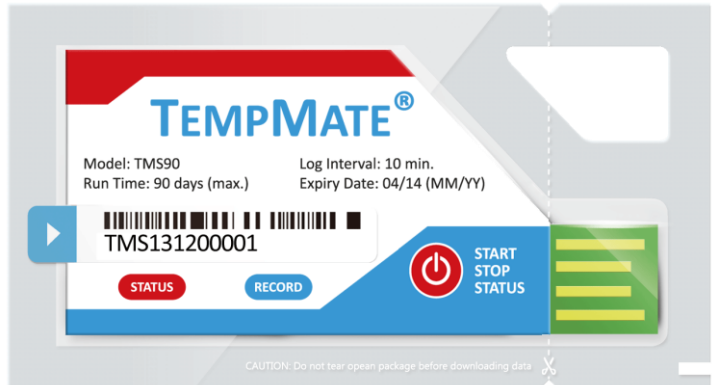 TEMPMATE®
Model: TMS90
Log Interval: 10 min.
Run Time: 90 days (max.)
Expiry Date: 04/14 (MM/YY)
TMS131200001
STATUS
RECORD
START
STOP
STATUS
CAUTION: Do not tear opean package before downloading data